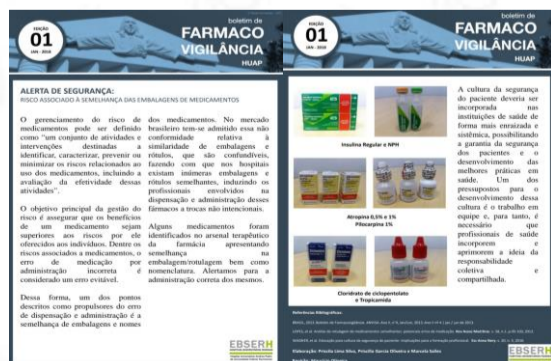 EDIÇÃO
01
JAN - 2018
boletim de
FARMACO
VIGILÂNCIA
HUAP
ALERTA DE SEGURANÇA:
RISCO ASSOCIADO À SEMELHANÇA DAS EMBALAGENS DE MEDICAMENTOS
O gerenciamento do risco de
medicamentos pode ser definido
como "um conjunto de atividades e
intervenções destinadas a
identificar, caracterizar, prevenir ou
minimizar os riscos relacionados ao
uso dos medicamentos, incluindo a
avaliação da efetividade dessas
atividades".
O objetivo principal da gestão do
risco é assegurar que os benefícios
de um medicamento sejam
superiores aos riscos por ele
oferecidos aos indivíduos. Dentre os
riscos associados a medicamentos, o
erro de medicação por
administração incorreta é
considerado um erro evitável.
Dessa forma, um dos pontos
descritos como propulsores do erro
de dispensação e administração é a
semelhança de embalagens e nomes
dos medicamentos. No mercado
brasileiro tem-se admitido essa não
conformidade relativa à
similaridade de embalagens e
rótulos, que são confundíveis,
fazendo com que nos hospitais
existam inúmeras embalagens e
rótulos semelhantes, induzindo os
profissionais envolvidos na
dispensação e administração desses
fármacos a trocas não intencionais.
Alguns medicamentos foram
identificados no arsenal terapêutico
da farmácia apresentando
semelhança na
embalagem/rotulagem bem como
nomenclatura. Alertamos para a
administração correta dos mesmos.
EBSERH
EDIÇÃO
01
JAN - 2018
boletim de
FARMACO
VIGILÂNCIA
HUAP
Insulina Regular e NPH
Atropina 0,5% e 1%
Pilocarpina 1%
Cloridrato de ciclopentolato
e Tropicamida
A cultura da segurança
do paciente deveria ser
incorporada nas
instituições de saúde de
forma mais enraizada e
sistêmica, possibilitando
a garantia da segurança
dos pacientes e o
desenvolvimento das
melhores práticas em
saúde. Um dos
pressupostos para o
desenvolvimento dessa
cultura é o trabalho em
equipe e, para tanto, é
necessário que
profissionais de saúde
incorporem e
aprimorem a ideia da
responsabilidade
coletiva e
compartilhada.
Referências Bibliográficas
EBSERH